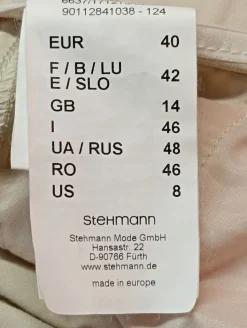 90112841038 - 124
EUR 40
F / B / LU
E / SLO 42
GB 14
I 46
UA / RUS 48
RO 46
US 8
stehmann
Stehmann Mode GmbH
Hansastr. 22
D-90766 Fürth
www.stehmann.de
made in europe